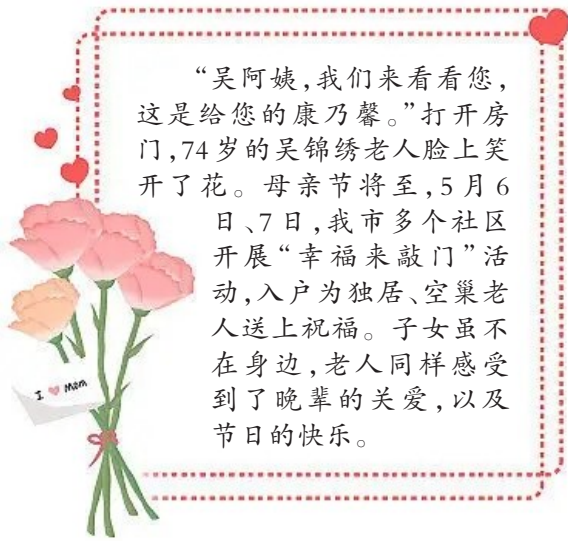 “吴阿姨,我们来看看您,
这是给您的康乃馨。”打开房
门,74岁的吴锦绣老人脸上笑
开了花。母亲节将至,5月6
日、7日,我市多个社区
开展“幸福来敲门”活
动,入户为独居、空巢老
人送上祝福。子女虽不
在身边,老人同样感受
到了晚辈的关爱,以及
节日的快乐。
I ❤ Mom